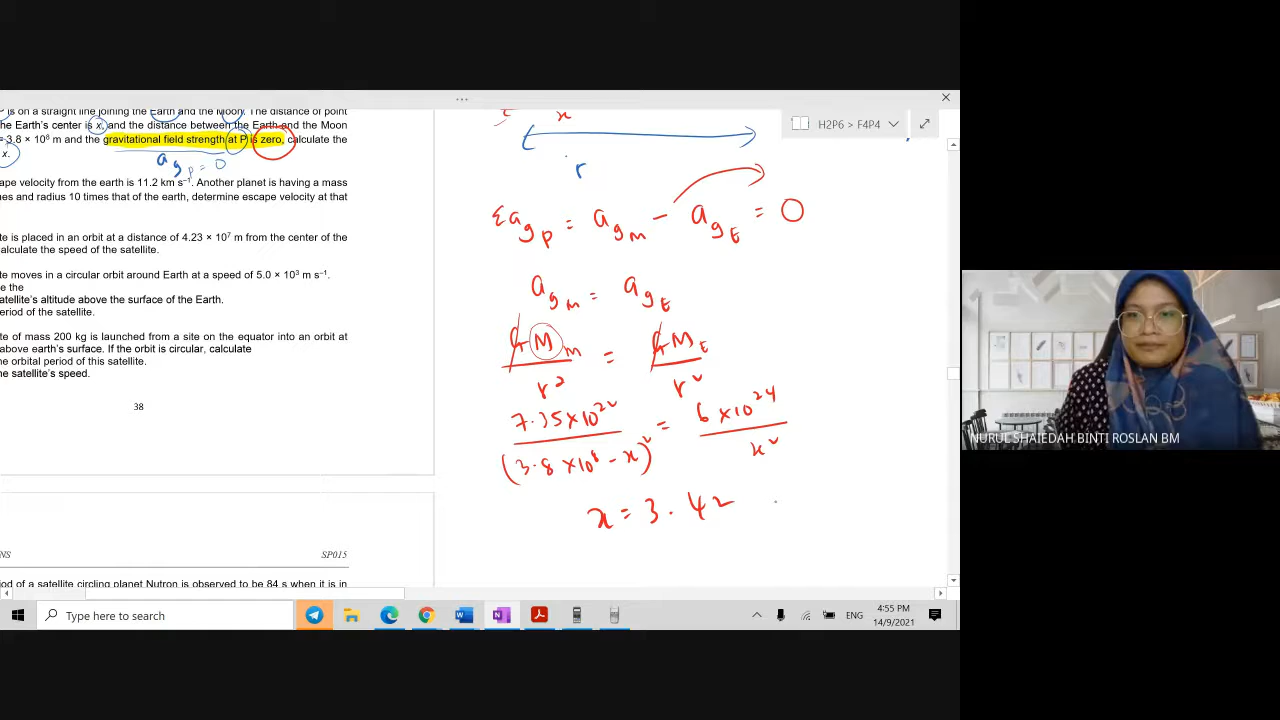 is on a straight line joining the Earth and the Moon. The distance of point
the Earth's center is x, and the distance between the Earth and the Moon
= 3.8 × 10⁸ m and the gravitational field strength at P is zero, calculate the
x.
a_gP = 0
ape velocity from the earth is 11.2 km s⁻¹. Another planet is having a mass
nes and radius 10 times that of the earth, determine escape velocity at that
te is placed in an orbit at a distance of 4.23 × 10⁷ m from the center of the
alculate the speed of the satellite.
te moves in a circular orbit around Earth at a speed of 5.0 × 10³ m s⁻¹.
e the
atellite's altitude above the surface of the Earth.
eriod of the satellite.
te of mass 200 kg is launched from a site on the equator into an orbit at
above earth's surface. If the orbit is circular, calculate
he orbital period of this satellite.
he satellite's speed.
38
NS SP015
od of a satellite circling planet Nutron is observed to be 84 s when it is in
x
r
Σa_gP = a_gM − a_gE = 0
a_gM = a_gE
GM_M / r² = GM_E / r²
7.35×10²² / (3.8×10⁸ − x)² = 6×10²⁴ / x²
x = 3.42
H2P6 > F4P4
NURUL SHAIEDAH BINTI ROSLAN BM
Type here to search
ENG
4:55 PM
14/9/2021